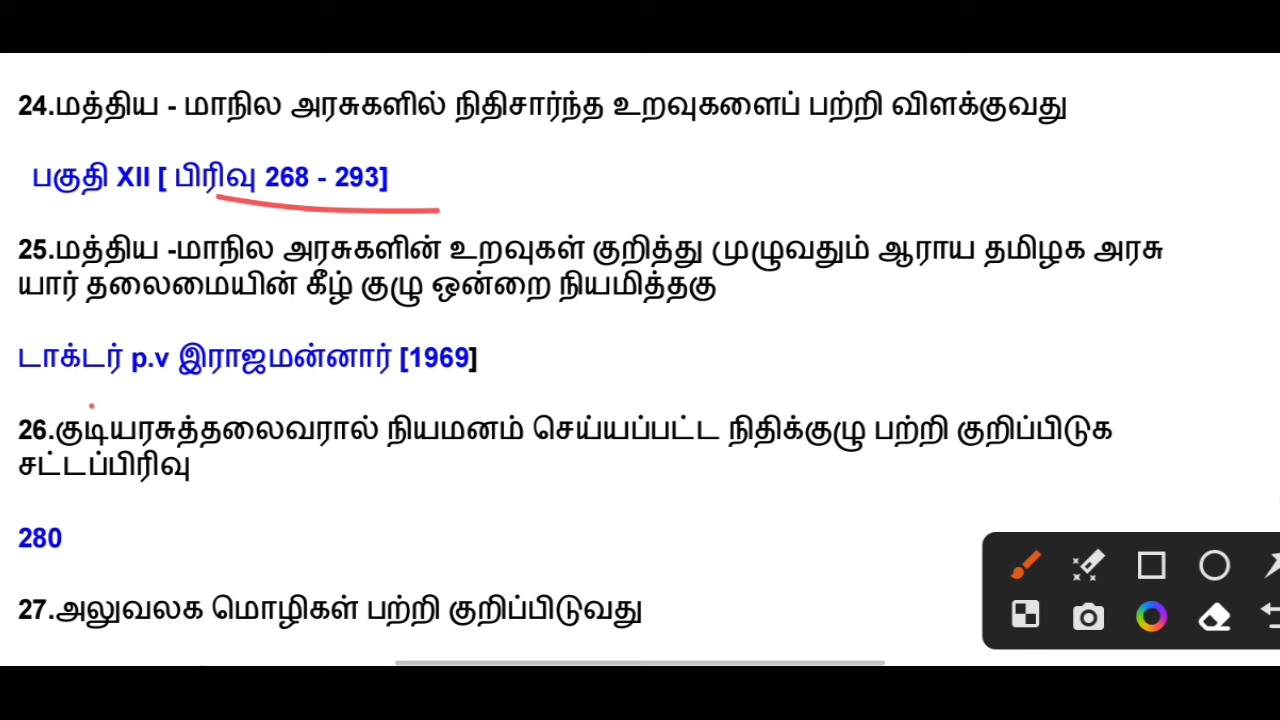 24.மத்திய - மாநில அரசுகளில் நிதிசார்ந்த உறவுகளைப் பற்றி விளக்குவது
பகுதி XII [ பிரிவு 268 - 293]
25.மத்திய -மாநில அரசுகளின் உறவுகள் குறித்து முழுவதும் ஆராய தமிழக அரசு
யார் தலைமையின் கீழ் குழு ஒன்றை நியமித்தகு
டாக்டர் p.v இராஜமன்னார் [1969]
26.குடியரசுத்தலைவரால் நியமனம் செய்யப்பட்ட நிதிக்குழு பற்றி குறிப்பிடுக
சட்டப்பிரிவு
280
27.அலுவலக மொழிகள் பற்றி குறிப்பிடுவது